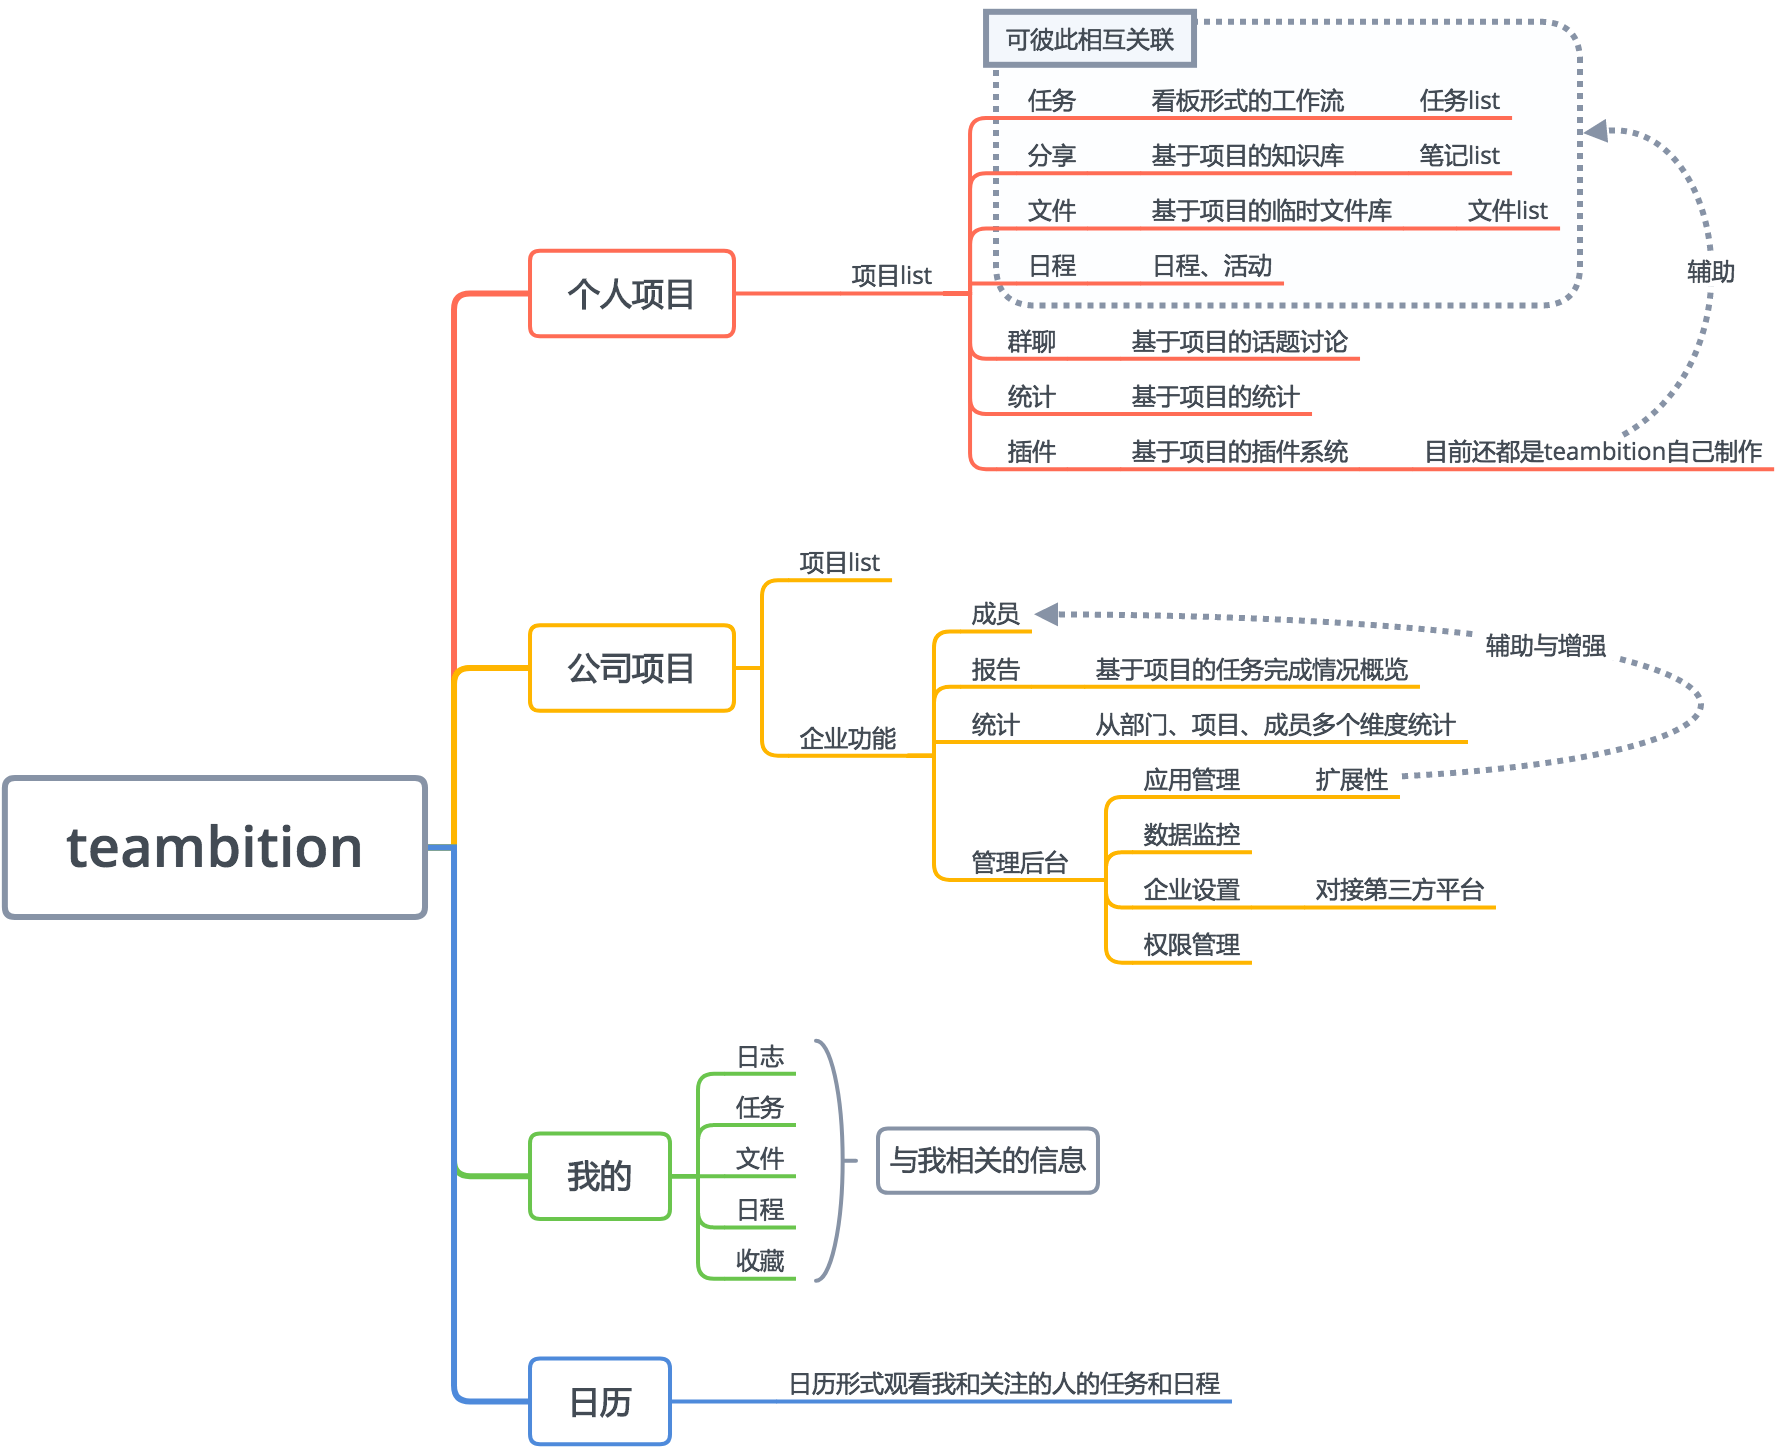 可彼此相互关联
任务 看板形式的工作流 任务list
分享 基于项目的知识库 笔记list
文件 基于项目的临时文件库 文件list
日程 日程、活动
辅助
个人项目 项目list
群聊 基于项目的话题讨论
统计 基于项目的统计
插件 基于项目的插件系统 目前还都是teambition自己制作
项目list
成员
辅助与增强
公司项目
报告 基于项目的任务完成情况概览
统计 从部门、项目、成员多个维度统计
企业功能
应用管理 扩展性
数据监控
管理后台
企业设置 对接第三方平台
权限管理
teambition
日志
任务
文件
与我相关的信息
我的
日程
收藏
日历 日历形式观看我和关注的人的任务和日程